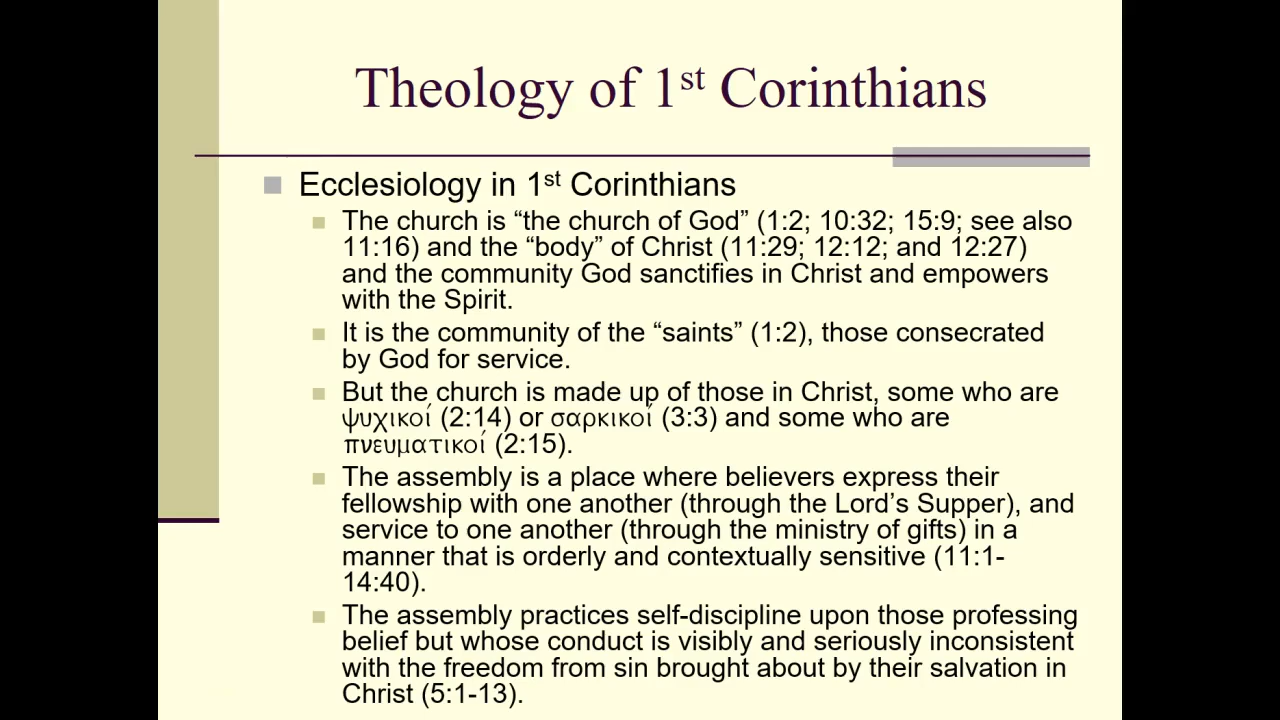 Theology of 1st Corinthians
Ecclesiology in 1st Corinthians
The church is “the church of God” (1:2; 10:32; 15:9; see also
11:16) and the “body” of Christ (11:29; 12:12; and 12:27)
and the community God sanctifies in Christ and empowers
with the Spirit.
It is the community of the “saints” (1:2), those consecrated
by God for service.
But the church is made up of those in Christ, some who are
ψυχικοί (2:14) or σαρκικοί (3:3) and some who are
πνευματικοί (2:15).
The assembly is a place where believers express their
fellowship with one another (through the Lord’s Supper), and
service to one another (through the ministry of gifts) in a
manner that is orderly and contextually sensitive (11:1-
14:40).
The assembly practices self-discipline upon those professing
belief but whose conduct is visibly and seriously inconsistent
with the freedom from sin brought about by their salvation in
Christ (5:1-13).